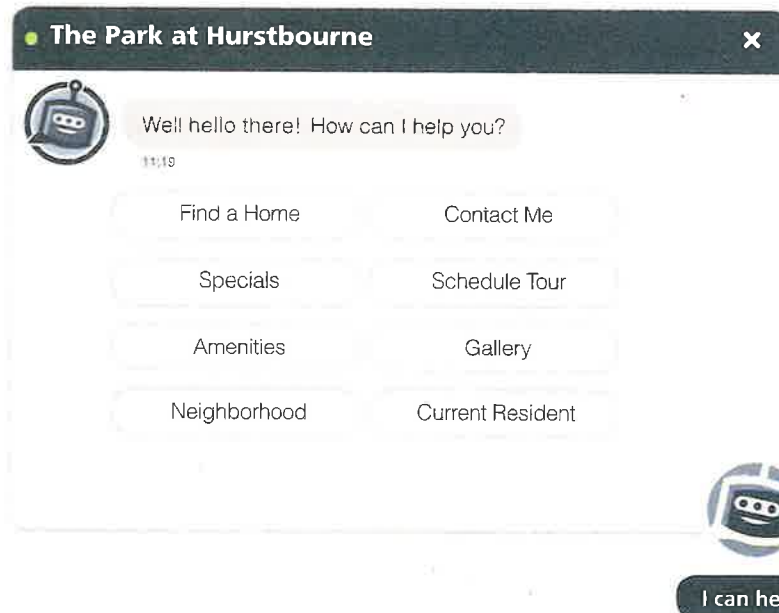 The Park at Hurstbourne
Well hello there! How can I help you?
11:19
Find a Home
Contact Me
Specials
Schedule Tour
Amenities
Gallery
Neighborhood
Current Resident
I can he